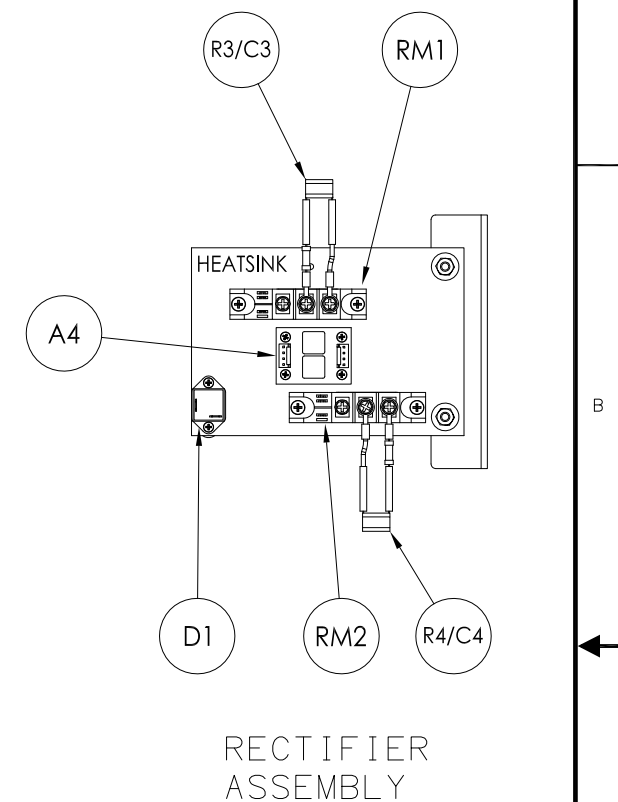 R3/C3
RM1
HEATSINK
A4
B
D1
RM2
R4/C4
RECTIFIER
ASSEMBLY